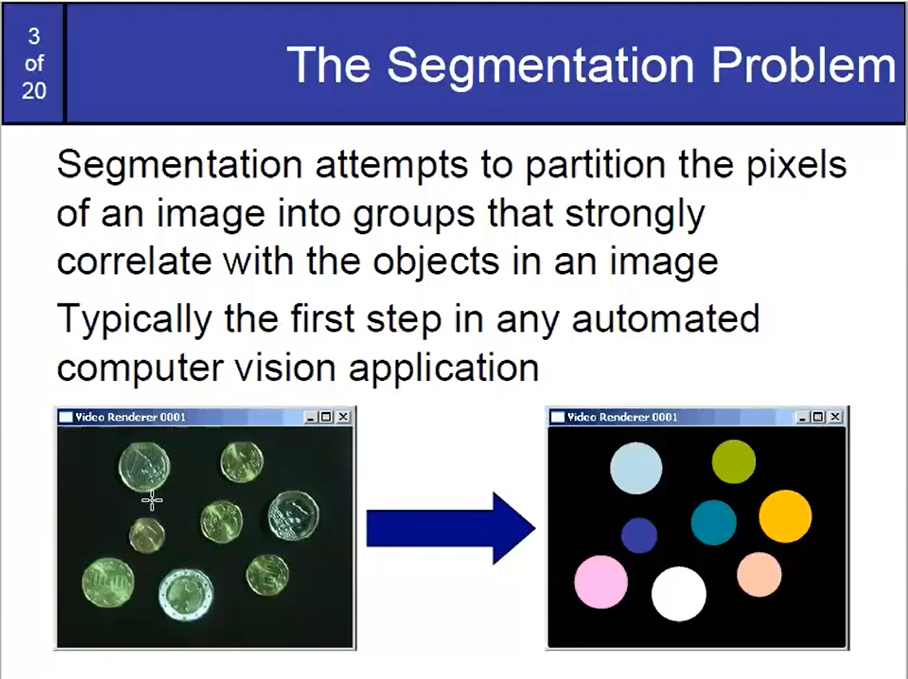 3
of
20
The Segmentation Problem
Segmentation attempts to partition the pixels
of an image into groups that strongly
correlate with the objects in an image
Typically the first step in any automated
computer vision application
Video Renderer 0001
Video Renderer 0001